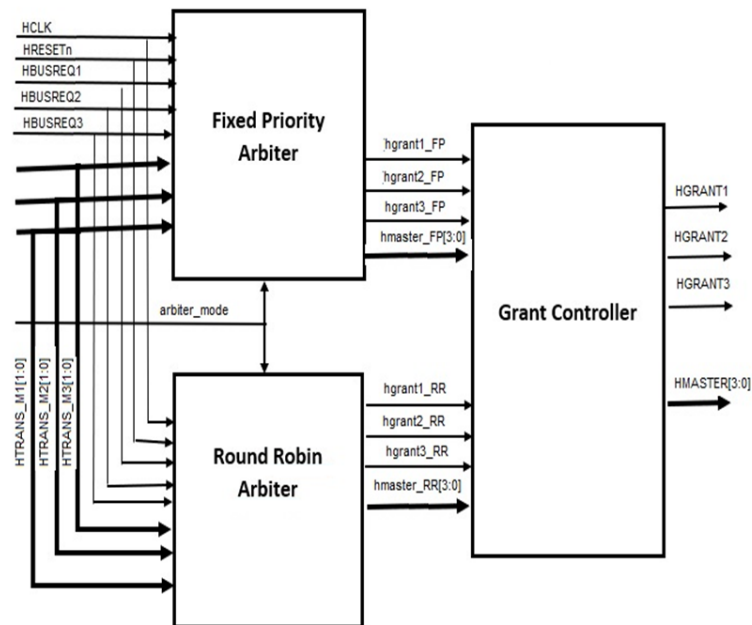 HCLK
HRESETn
HBUSREQ1
HBUSREQ2
HBUSREQ3
Fixed Priority
Arbiter
hgrant1_FP
hgrant2_FP
hgrant3_FP
hmaster_FP[3:0]
HGRANT1
HGRANT2
HGRANT3
Grant Controller
arbiter_mode
HTRANS_M1[1:0]
HTRANS_M2[1:0]
HTRANS_M3[1:0]
HMASTER[3:0]
Round Robin
Arbiter
hgrant1_RR
hgrant2_RR
hgrant3_RR
hmaster_RR[3:0]